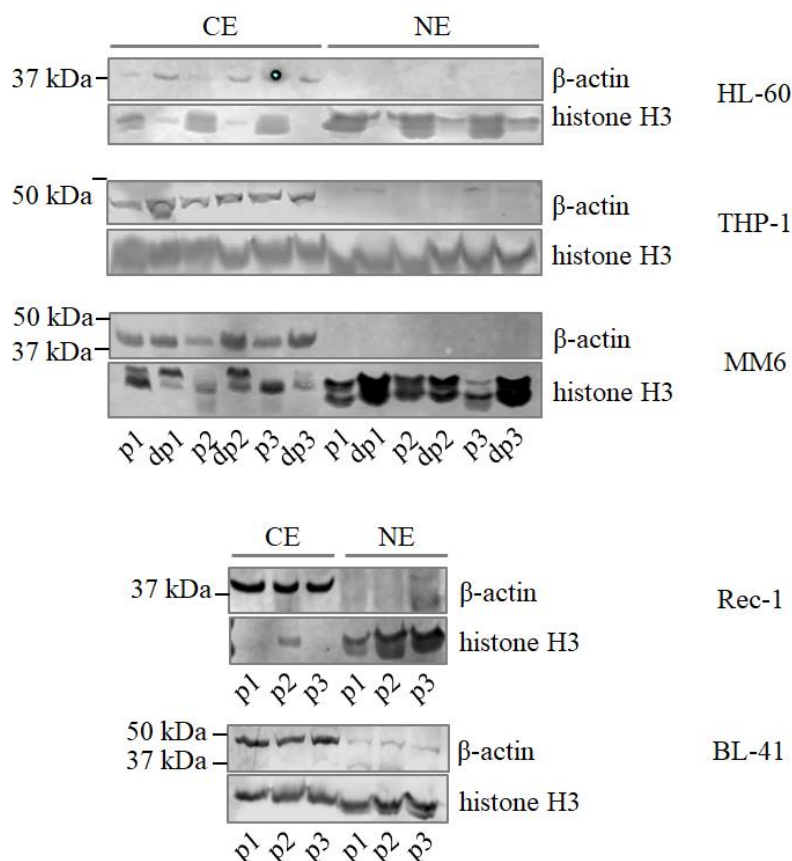 CE NE
37 kDa β-actin
histone H3 HL-60
50 kDa β-actin
histone H3 THP-1
50 kDa
37 kDa β-actin
histone H3 MM6
p1 dp1 p2 dp2 p3 dp3 p1 dp1 p2 dp2 p3 dp3
CE NE
37 kDa β-actin Rec-1
histone H3
p1 p2 p3 p1 p2 p3
50 kDa β-actin BL-41
37 kDa
histone H3
p1 p2 p3 p1 p2 p3